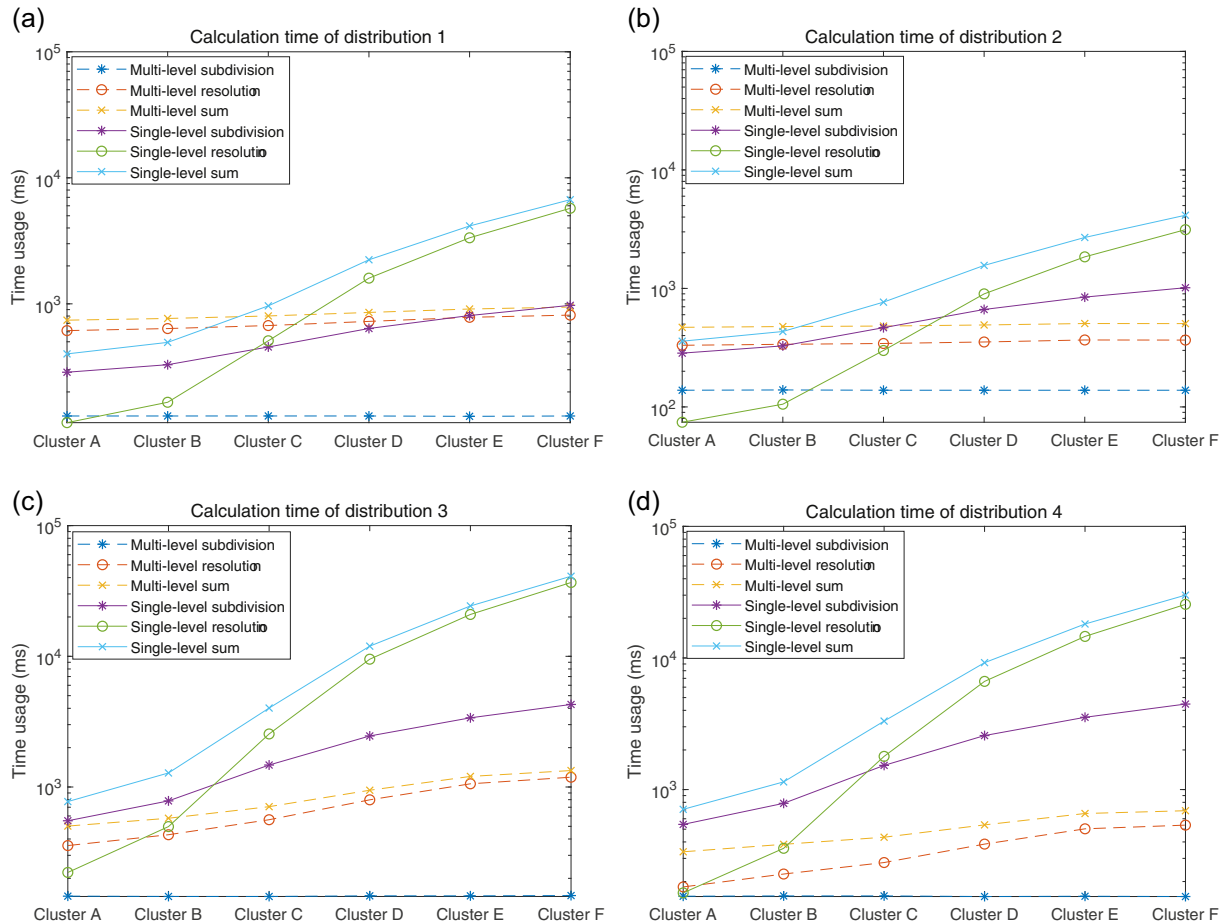 (a)
Calculation time of distribution 1
10^5
10^4
10^3
Time usage (ms)
Multi-level subdivision
Multi-level resolution
Multi-level sum
Single-level subdivision
Single-level resolution
Single-level sum
Cluster A Cluster B Cluster C Cluster D Cluster E Cluster F
(b)
Calculation time of distribution 2
10^5
10^4
10^3
10^2
Time usage (ms)
Multi-level subdivision
Multi-level resolution
Multi-level sum
Single-level subdivision
Single-level resolution
Single-level sum
Cluster A Cluster B Cluster C Cluster D Cluster E Cluster F
(c)
Calculation time of distribution 3
10^5
10^4
10^3
Time usage (ms)
Multi-level subdivision
Multi-level resolution
Multi-level sum
Single-level subdivision
Single-level resolution
Single-level sum
Cluster A Cluster B Cluster C Cluster D Cluster E Cluster F
(d)
Calculation time of distribution 4
10^5
10^4
10^3
Time usage (ms)
Multi-level subdivision
Multi-level resolution
Multi-level sum
Single-level subdivision
Single-level resolution
Single-level sum
Cluster A Cluster B Cluster C Cluster D Cluster E Cluster F